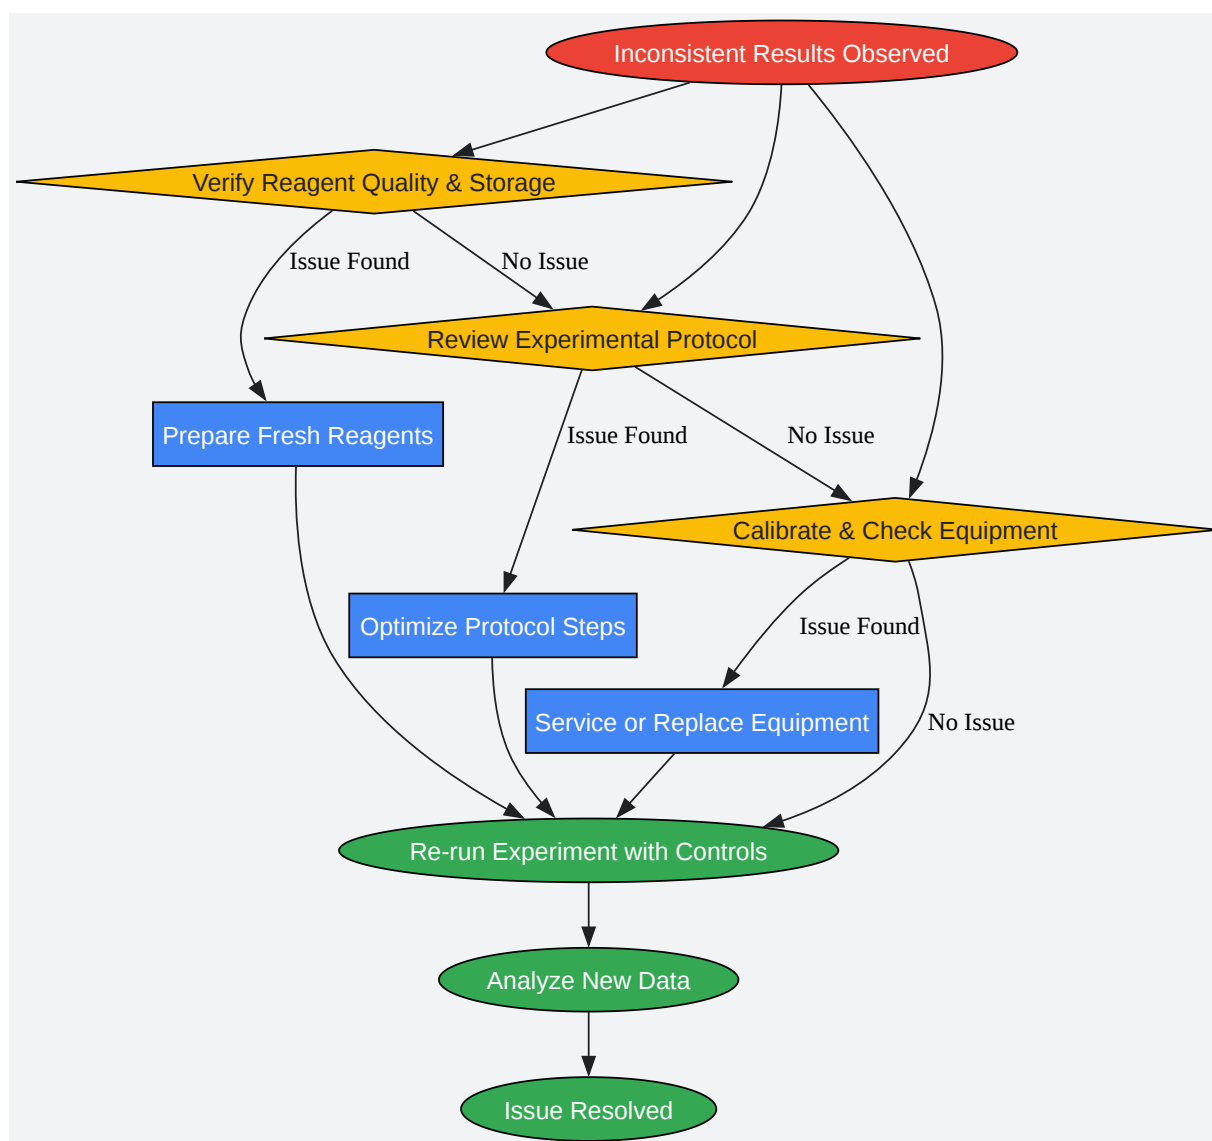 Inconsistent Results Observed
Verify Reagent Quality & Storage
Issue Found
No Issue
Review Experimental Protocol
Prepare Fresh Reagents
Issue Found
No Issue
Calibrate & Check Equipment
Optimize Protocol Steps
Issue Found
Service or Replace Equipment
No Issue
Re-run Experiment with Controls
Analyze New Data
Issue Resolved